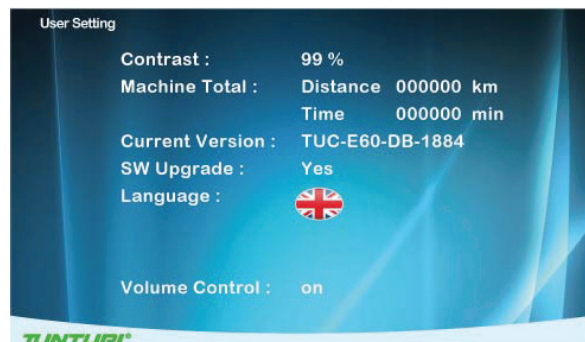 User Setting
Contrast : 99 %
Machine Total : Distance 000000 km
Time 000000 min
Current Version : TUC-E60-DB-1884
SW Upgrade : Yes
Language :
Volume Control : on
TUNTURI®